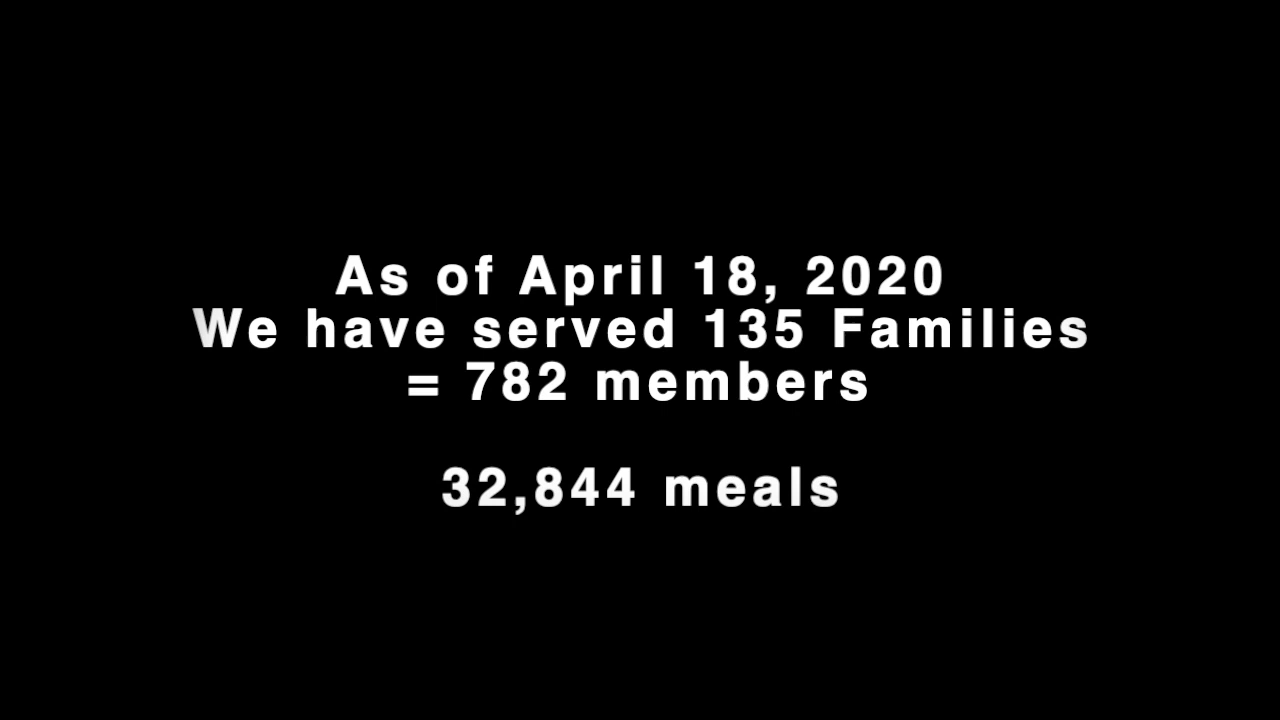 As of April 18, 2020
We have served 135 Families
= 782 members
32,844 meals